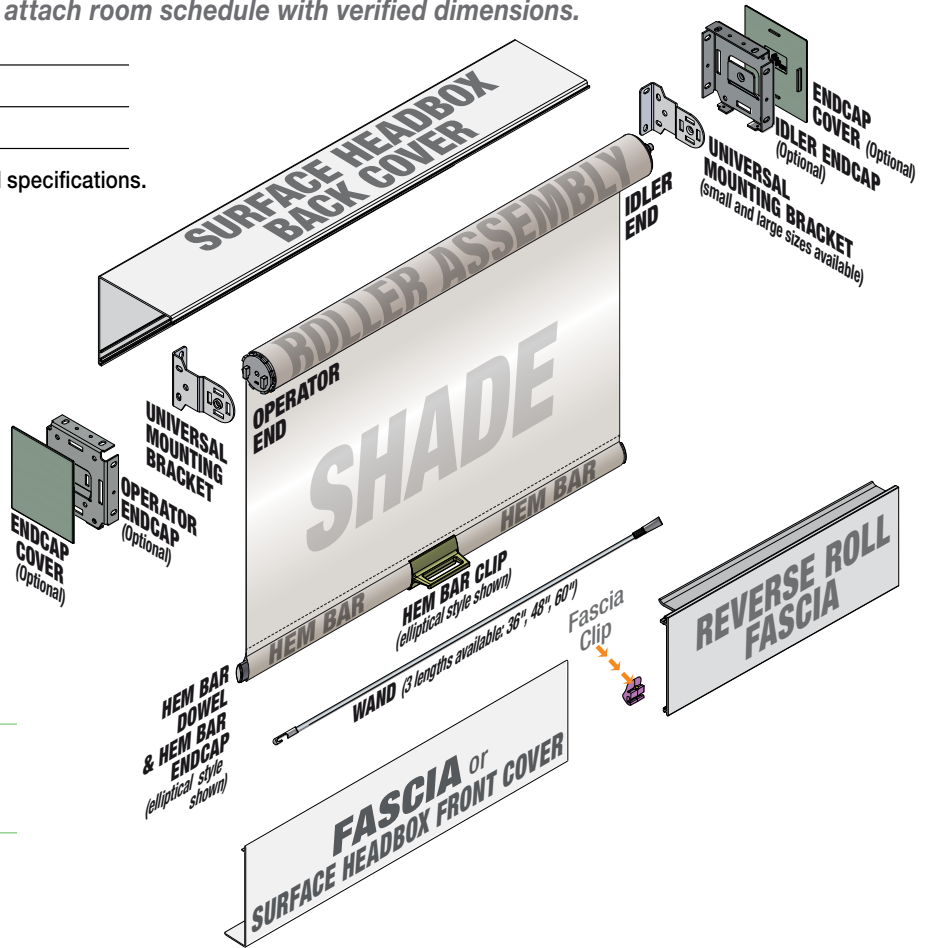 attach room schedule with verified dimensions.
specifications.
SURFACE HEADBOX
BACK COVER
ENDCAP
COVER (Optional)
IDLER ENDCAP
(Optional)
UNIVERSAL
MOUNTING BRACKET
(small and large sizes available)
ROLLER ASSEMBLY
IDLER
END
OPERATOR
END
SHADE
UNIVERSAL
MOUNTING
BRACKET
OPERATOR
ENDCAP
(Optional)
ENDCAP
COVER
(Optional)
HEM BAR
HEM BAR
HEM BAR CLIP
(elliptical style shown)
WAND (3 lengths available: 36", 48", 60")
Fascia
Clip
REVERSE ROLL
FASCIA
HEM BAR
DOWEL
& HEM BAR
ENDCAP
(elliptical style
shown)
FASCIA or
SURFACE HEADBOX FRONT COVER